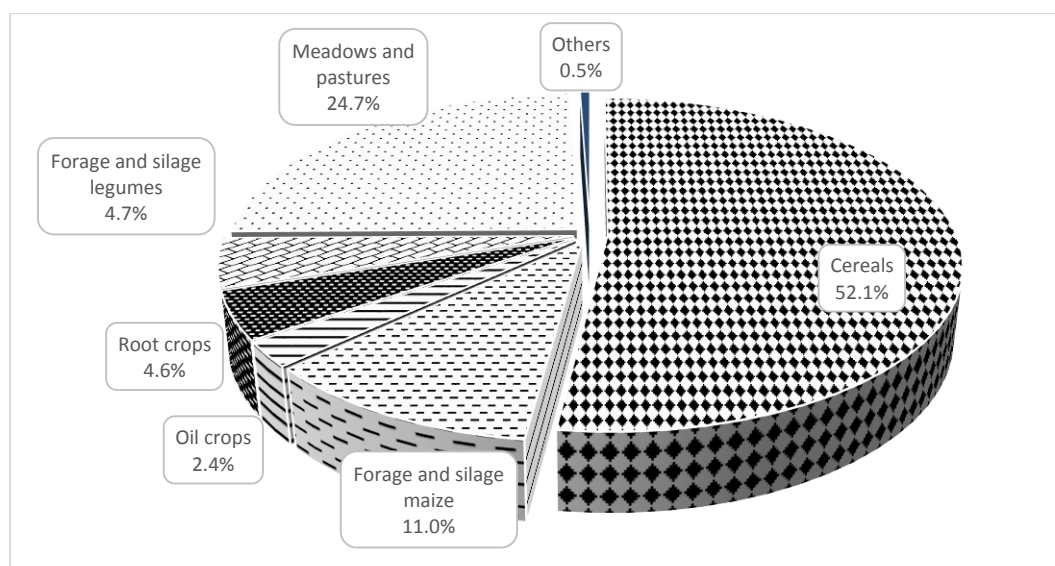 Others
0.5%
Meadows and
pastures
24.7%
Forage and silage
legumes
4.7%
Cereals
52.1%
Root crops
4.6%
Oil crops
2.4%
Forage and silage
maize
11.0%